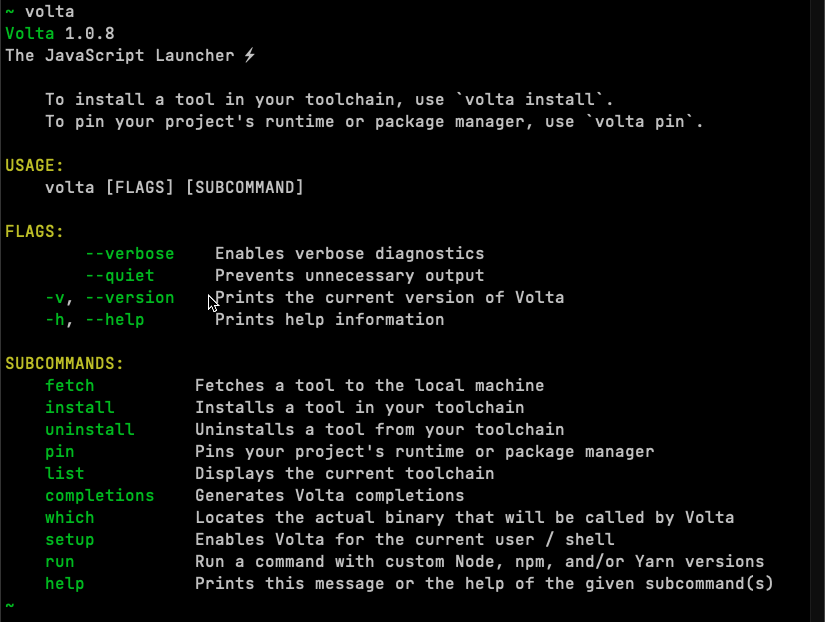 ~ volta
Volta 1.0.8
The JavaScript Launcher ⚡
To install a tool in your toolchain, use `volta install`.
To pin your project's runtime or package manager, use `volta pin`.
USAGE:
volta [FLAGS] [SUBCOMMAND]
FLAGS:
--verbose Enables verbose diagnostics
--quiet Prevents unnecessary output
-v, --version Prints the current version of Volta
-h, --help Prints help information
SUBCOMMANDS:
fetch Fetches a tool to the local machine
install Installs a tool in your toolchain
uninstall Uninstalls a tool from your toolchain
pin Pins your project's runtime or package manager
list Displays the current toolchain
completions Generates Volta completions
which Locates the actual binary that will be called by Volta
setup Enables Volta for the current user / shell
run Run a command with custom Node, npm, and/or Yarn versions
help Prints this message or the help of the given subcommand(s)
~